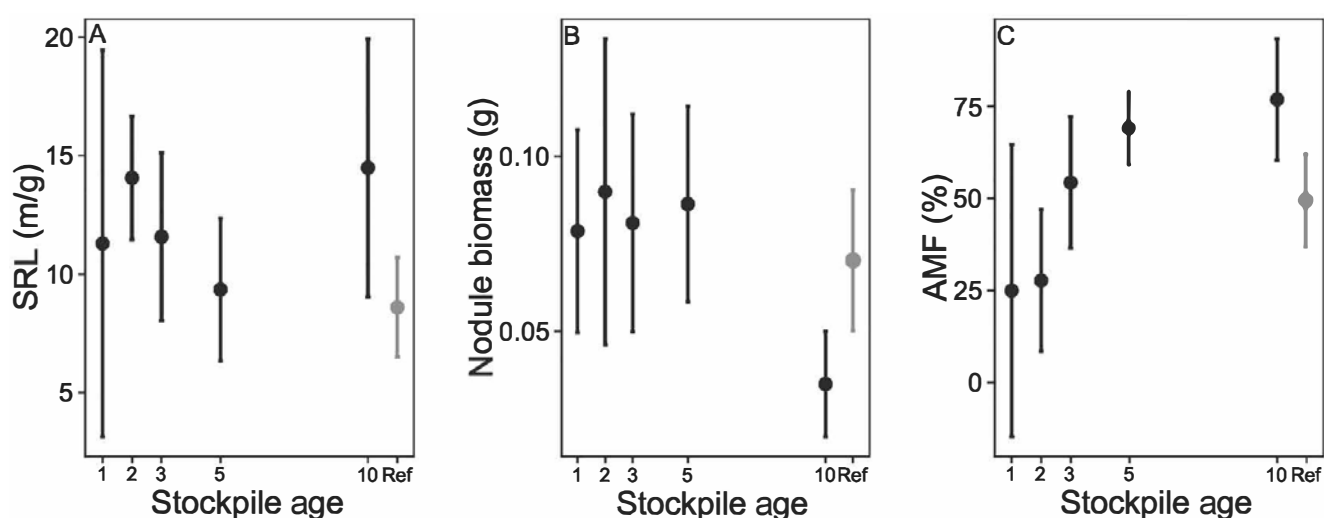 A
SRL (m/g)
20
15
10
5
1 2 3 5 10 Ref
Stockpile age
B
Nodule biomass (g)
0.10
0.05
1 2 3 5 10 Ref
Stockpile age
C
AMF (%)
75
50
25
0
1 2 3 5 10 Ref
Stockpile age